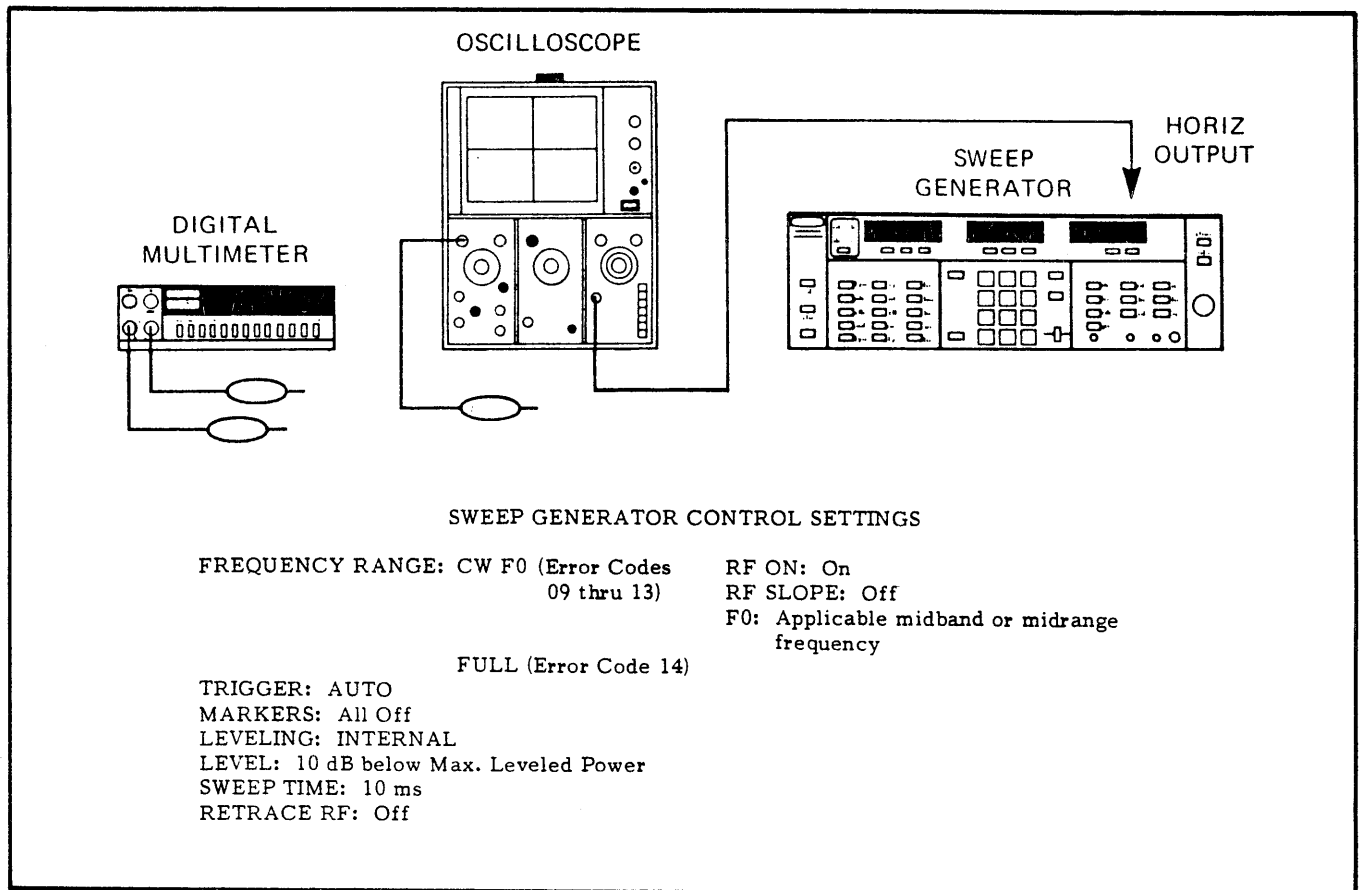 OSCILLOSCOPE
HORIZ
OUTPUT
SWEEP
GENERATOR
DIGITAL
MULTIMETER
SWEEP GENERATOR CONTROL SETTINGS
FREQUENCY RANGE: CW F0 (Error Codes
09 thru 13)
FULL (Error Code 14)
TRIGGER: AUTO
MARKERS: All Off
LEVELING: INTERNAL
LEVEL: 10 dB below Max. Leveled Power
SWEEP TIME: 10 ms
RETRACE RF: Off
RF ON: On
RF SLOPE: Off
F0: Applicable midband or midrange
frequency